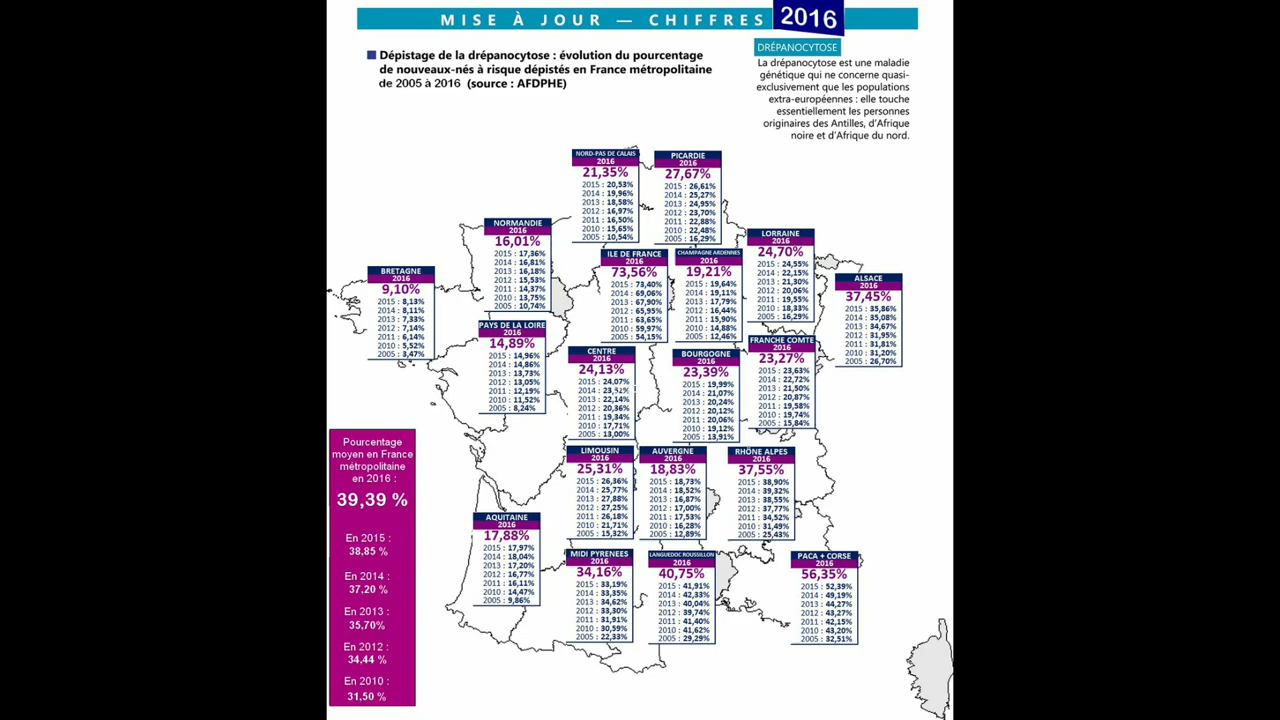 MISE À JOUR — CHIFFRES 2016
Dépistage de la drépanocytose : évolution du pourcentage
de nouveaux-nés à risque dépistés en France métropolitaine
de 2005 à 2016 (source : AFDPHE)
DRÉPANOCYTOSE
La drépanocytose est une maladie
génétique qui ne concerne quasi-
exclusivement que les populations
extra-européennes : elle touche
essentiellement les personnes
originaires des Antilles, d'Afrique
noire et d'Afrique du nord.
NORD-PAS DE CALAIS
2016
21,35%
2015 : 20,53%
2014 : 19,96%
2013 : 18,58%
2012 : 16,97%
2011 : 16,50%
2010 : 15,65%
2005 : 10,54%
PICARDIE
2016
27,67%
2015 : 26,61%
2014 : 25,27%
2013 : 24,95%
2012 : 23,70%
2011 : 22,88%
2010 : 22,48%
2005 : 16,29%
NORMANDIE
2016
16,01%
2015 : 17,36%
2014 : 16,81%
2013 : 16,18%
2012 : 15,53%
2011 : 14,37%
2010 : 13,75%
2005 : 10,74%
ILE DE FRANCE
2016
73,56%
2015 : 73,40%
2014 : 69,06%
2013 : 67,90%
2012 : 65,95%
2011 : 63,65%
2010 : 59,97%
2005 : 54,15%
CHAMPAGNE ARDENNES
2016
19,21%
2015 : 19,64%
2014 : 19,11%
2013 : 17,79%
2012 : 16,44%
2011 : 15,90%
2010 : 14,88%
2005 : 12,46%
LORRAINE
2016
24,70%
2015 : 24,55%
2014 : 22,15%
2013 : 21,30%
2012 : 20,06%
2011 : 19,55%
2010 : 18,33%
2005 : 16,29%
BRETAGNE
2016
9,10%
2015 : 8,13%
2014 : 8,11%
2013 : 7,33%
2012 : 7,14%
2011 : 6,14%
2010 : 5,52%
2005 : 3,47%
ALSACE
2016
37,45%
2015 : 35,86%
2014 : 35,08%
2013 : 34,67%
2012 : 31,95%
2011 : 31,81%
2010 : 31,20%
2005 : 26,70%
PAYS DE LA LOIRE
2016
14,89%
2015 : 14,96%
2014 : 14,86%
2013 : 13,73%
2012 : 13,05%
2011 : 12,19%
2010 : 11,52%
2005 : 8,24%
CENTRE
2016
24,13%
2015 : 24,07%
2014 : 23,52%
2013 : 22,14%
2012 : 20,36%
2011 : 19,34%
2010 : 17,71%
2005 : 13,00%
BOURGOGNE
2016
23,39%
2015 : 19,99%
2014 : 21,07%
2013 : 20,24%
2012 : 20,12%
2011 : 20,06%
2010 : 19,12%
2005 : 13,91%
FRANCHE COMTE
2016
23,27%
2015 : 23,63%
2014 : 22,72%
2013 : 21,50%
2012 : 20,87%
2011 : 19,58%
2010 : 19,74%
2005 : 15,84%
Pourcentage
moyen en France
métropolitaine
en 2016 :
39,39 %
En 2015 :
38,85 %
En 2014 :
37,20 %
En 2013 :
35,70%
En 2012 :
34,44 %
En 2010 :
31,50 %
LIMOUSIN
2016
25,31%
2015 : 26,36%
2014 : 25,77%
2013 : 27,88%
2012 : 27,25%
2011 : 26,18%
2010 : 21,71%
2005 : 15,32%
AUVERGNE
2016
18,83%
2015 : 18,73%
2014 : 18,52%
2013 : 16,87%
2012 : 17,00%
2011 : 17,53%
2010 : 16,28%
2005 : 12,89%
RHÔNE ALPES
2016
37,55%
2015 : 38,90%
2014 : 39,32%
2013 : 38,55%
2012 : 37,77%
2011 : 34,52%
2010 : 31,49%
2005 : 25,43%
AQUITAINE
2016
17,88%
2015 : 17,97%
2014 : 18,04%
2013 : 17,20%
2012 : 16,77%
2011 : 16,11%
2010 : 14,47%
2005 : 9,86%
MIDI PYRENEES
2016
34,16%
2015 : 33,19%
2014 : 33,35%
2013 : 34,62%
2012 : 33,30%
2011 : 31,91%
2010 : 30,59%
2005 : 22,33%
LANGUEDOC ROUSSILLON
2016
40,75%
2015 : 41,91%
2014 : 42,33%
2013 : 40,04%
2012 : 39,74%
2011 : 41,40%
2010 : 41,62%
2005 : 29,29%
PACA + CORSE
2016
56,35%
2015 : 52,39%
2014 : 49,19%
2013 : 44,27%
2012 : 43,27%
2011 : 42,15%
2010 : 43,20%
2005 : 32,51%